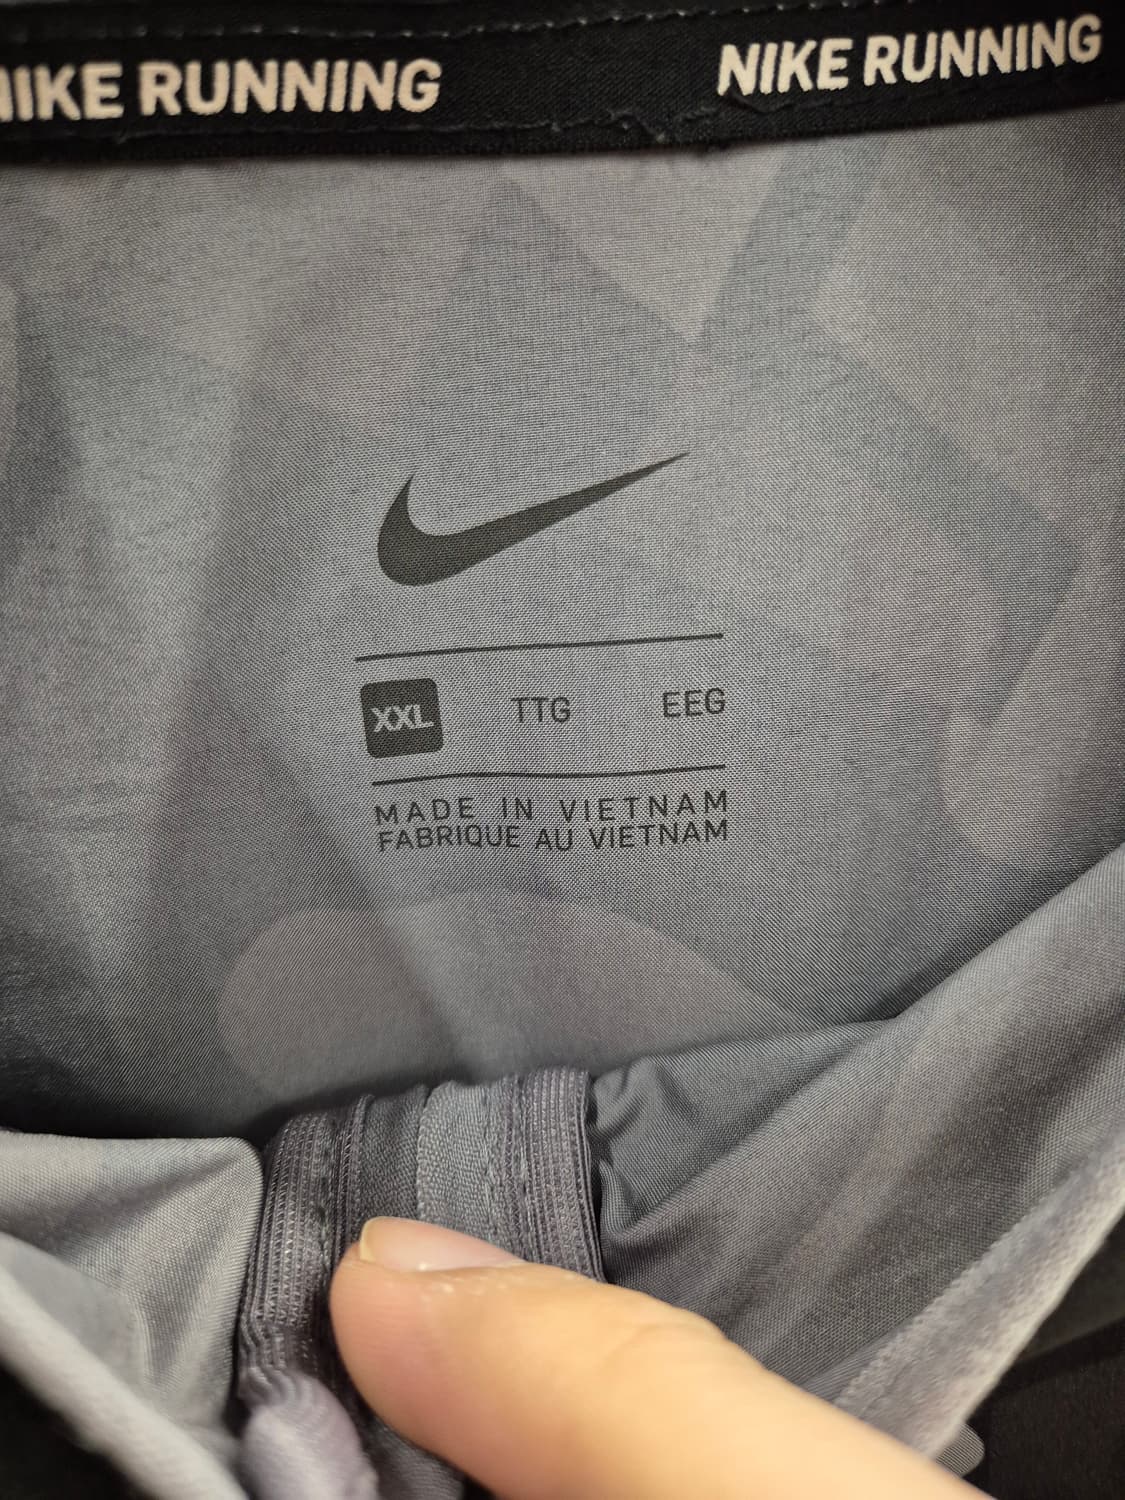 NIKE RUNNING NIKE RUNNING
XXL TTG EEG
MADE IN VIETNAM
FABRIQUE AU VIETNAM